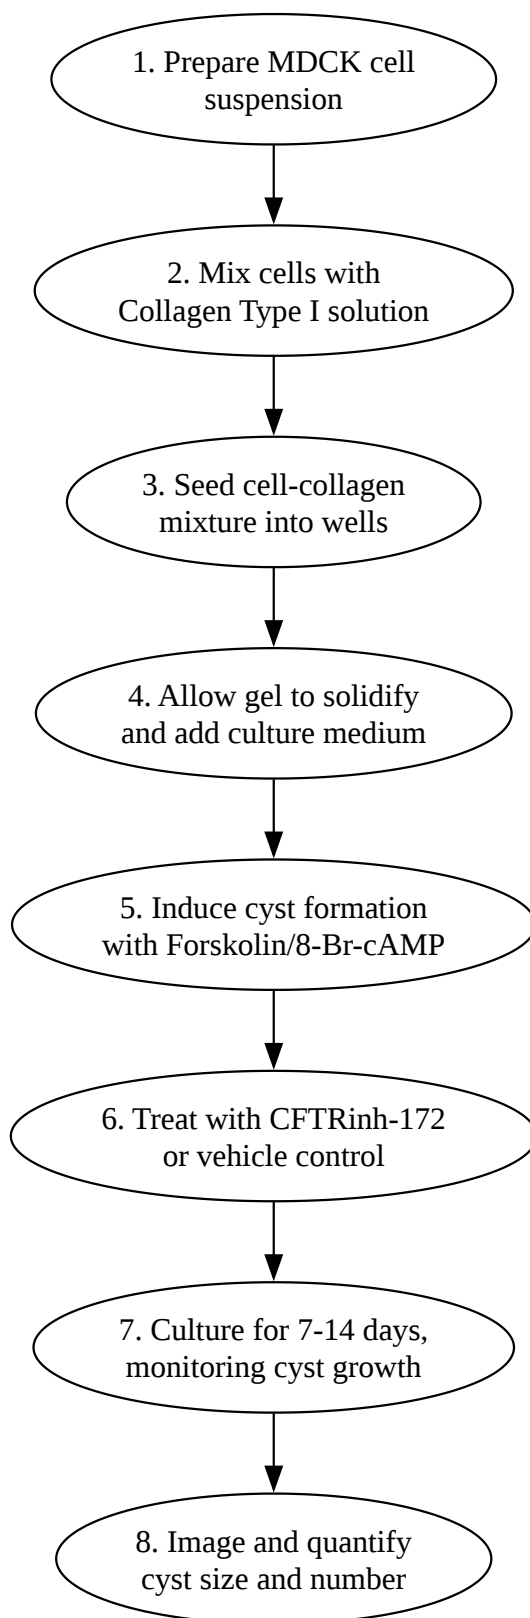 1. Prepare MDCK cell
suspension
2. Mix cells with
Collagen Type I solution
3. Seed cell-collagen
mixture into wells
4. Allow gel to solidify
and add culture medium
5. Induce cyst formation
with Forskolin/8-Br-cAMP
6. Treat with CFTRinh-172
or vehicle control
7. Culture for 7-14 days,
monitoring cyst growth
8. Image and quantify
cyst size and number